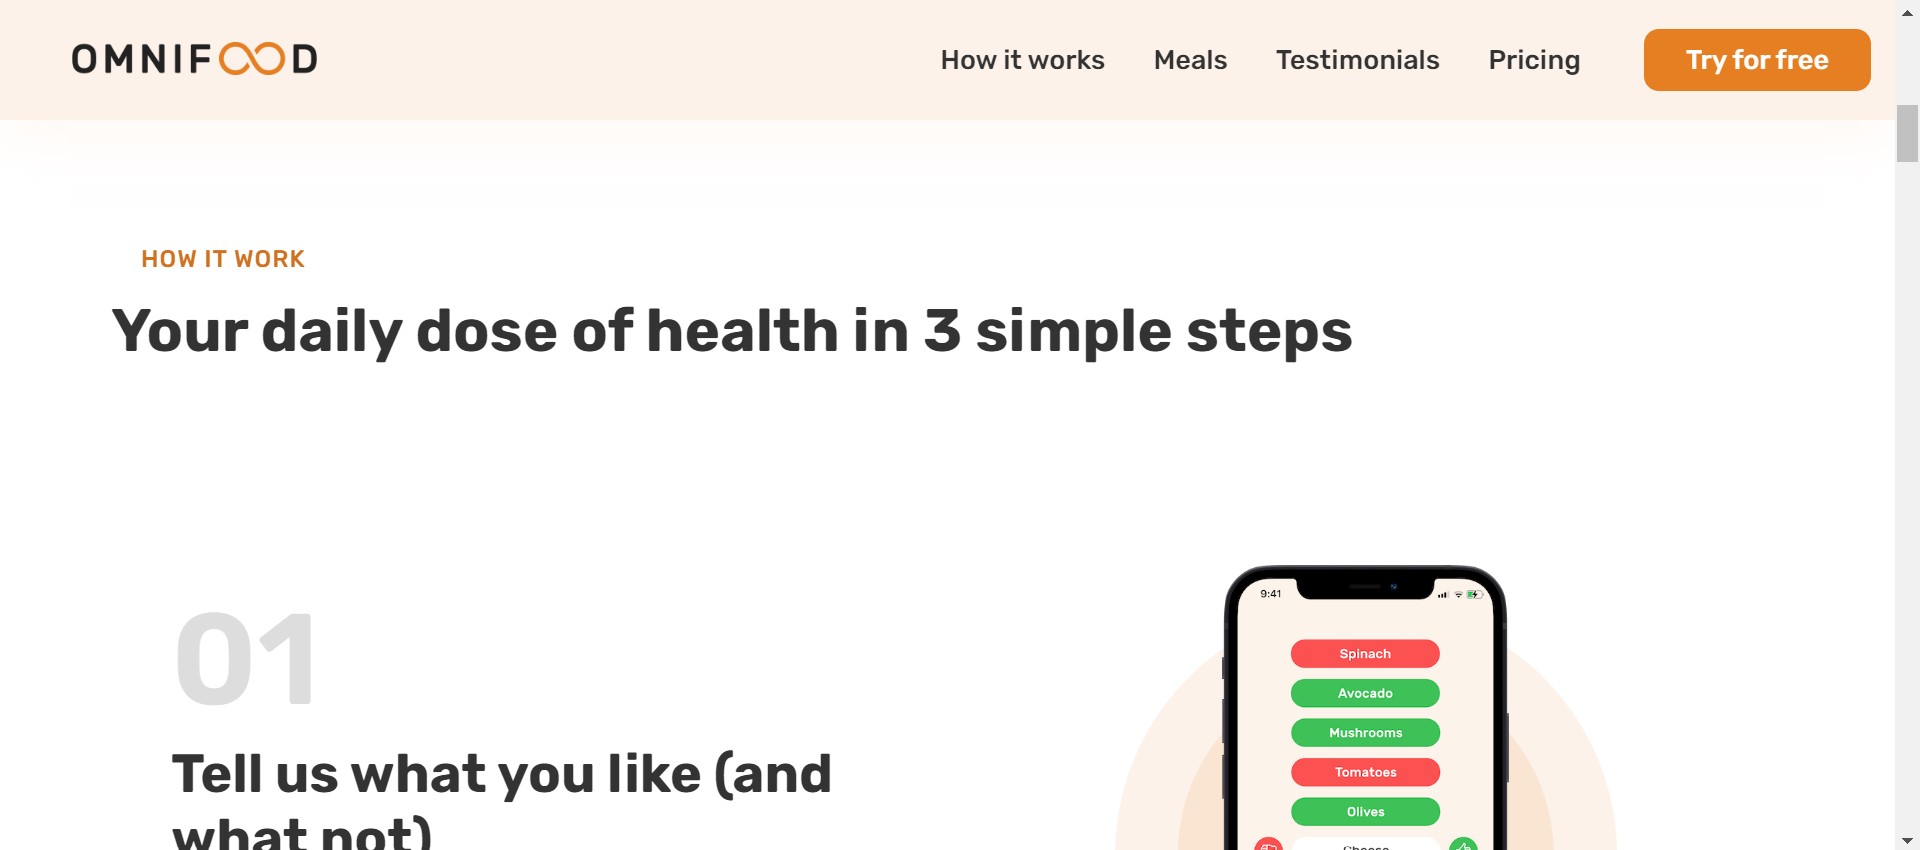 OMNIFOOD
How it works
Meals
Testimonials
Pricing
Try for free
HOW IT WORK
Your daily dose of health in 3 simple steps
01
Tell us what you like (and
what not)
9:41
Spinach
Avocado
Mushrooms
Tomatoes
Olives